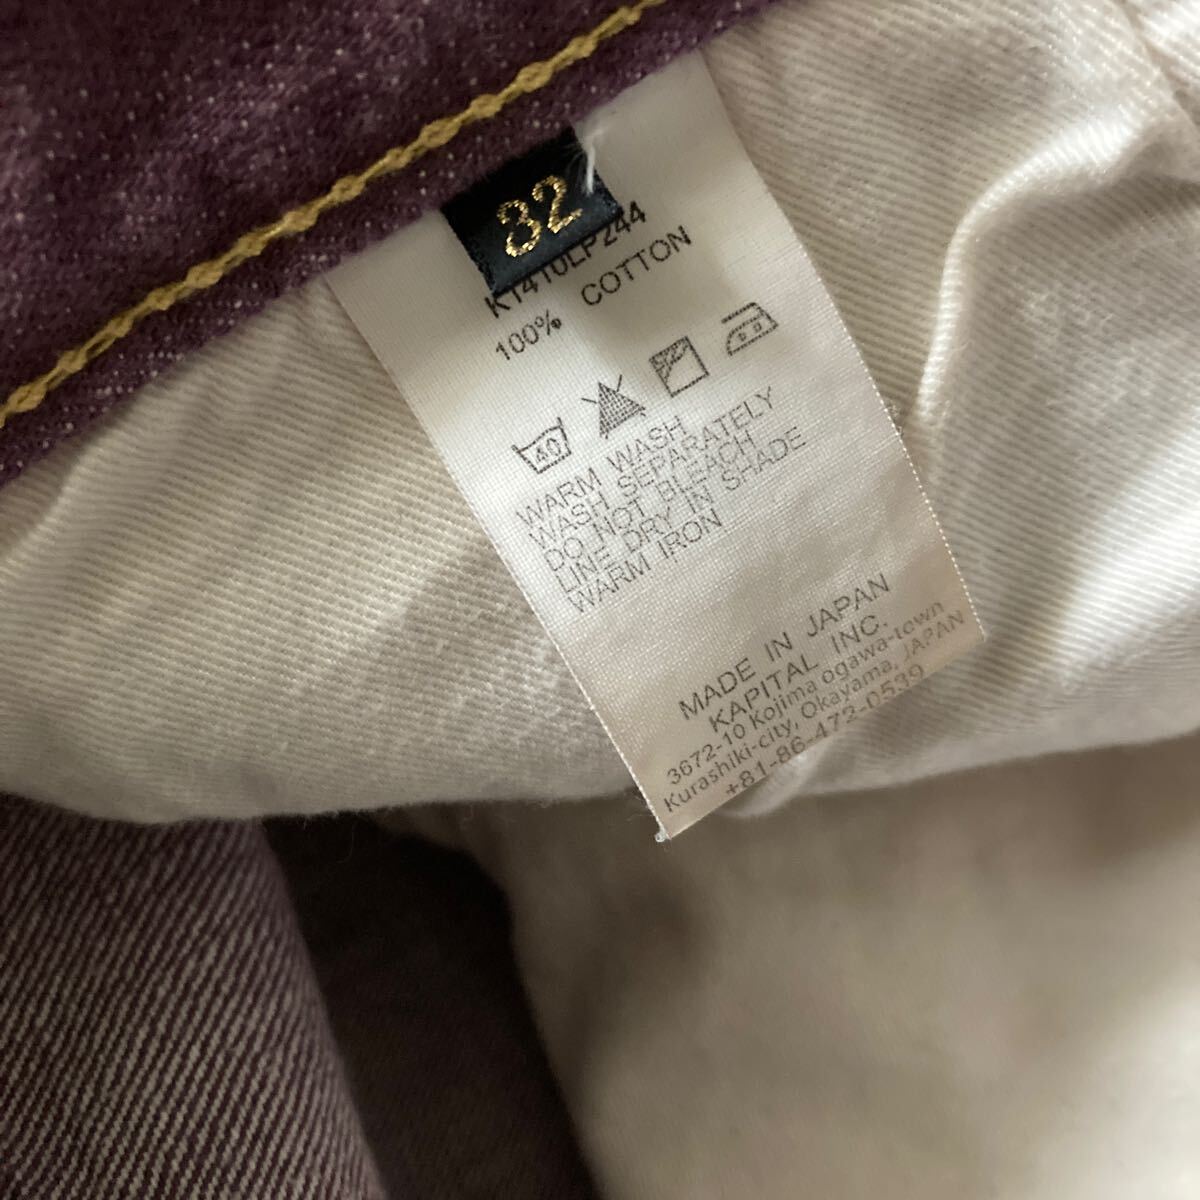 32
K1410LP244
100% COTTON
40
WARM WASH
WASH SEPARATELY
DO NOT BLEACH
LINE DRY IN SHADE
WARM IRON
MADE IN JAPAN
KAPITAL INC.
3672-10 Kojima ogawa-town
Kurashiki-city, Okayama, JAPAN
+81-86-472-0539